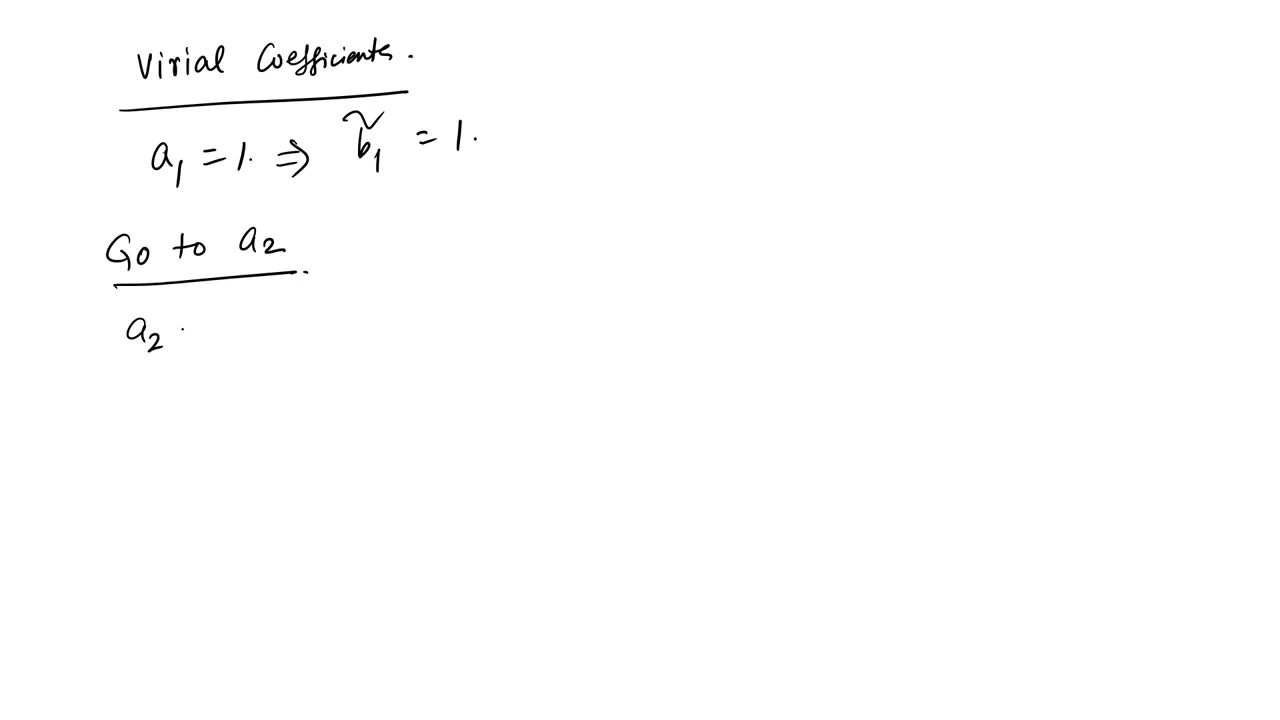 Virial Coefficients.
a₁ = 1. ⇒ b̃₁ = 1.
Go to a₂
a₂